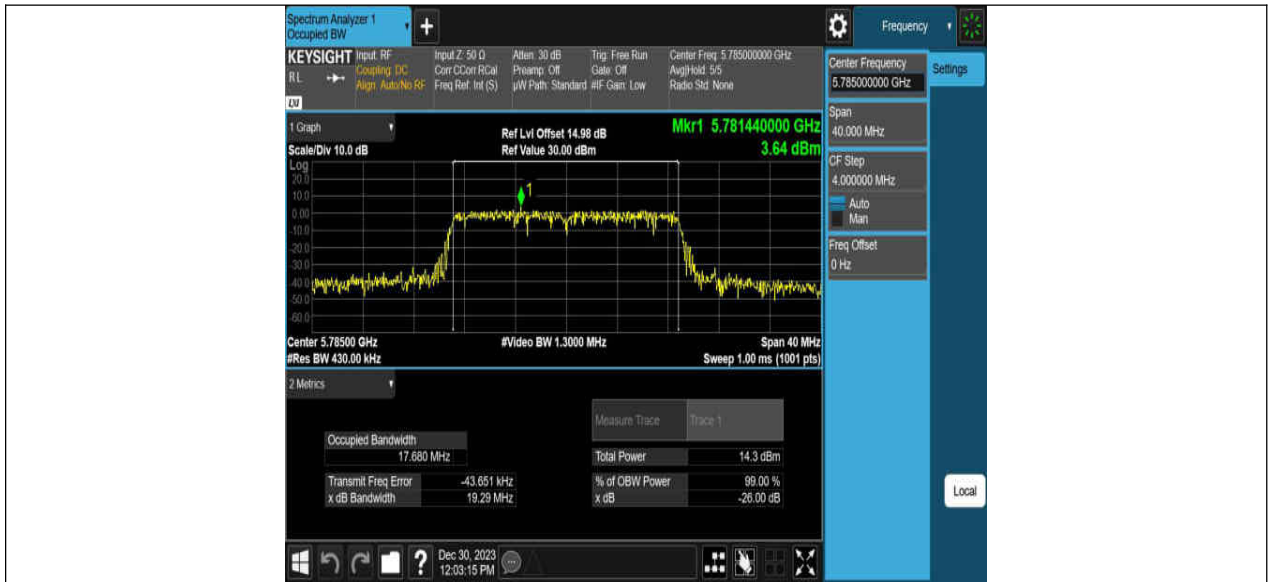 Spectrum Analyzer 1
Occupied BW
+
Frequency
KEYSIGHT
RL
LXI
Input: RF
Coupling: DC
Align: Auto/No RF
Input Z: 50 Ω
Corr CCorr RCal
Freq Ref: Int (S)
Atten: 30 dB
Preamp: Off
µW Path: Standard
Trig: Free Run
Gate: Off
#IF Gain: Low
Center Freq: 5.785000000 GHz
Avg|Hold: 5/5
Radio Std: None
Center Frequency
5.785000000 GHz
Settings
Span
40.000 MHz
CF Step
4.000000 MHz
Auto
Man
Freq Offset
0 Hz
1 Graph
Scale/Div 10.0 dB
Ref Lvl Offset 14.98 dB
Ref Value 30.00 dBm
Mkr1 5.781440000 GHz
3.64 dBm
Log
20.0
10.0
0.00
-10.0
-20.0
-30.0
-40.0
-50.0
-60.0
1
Center 5.78500 GHz
#Res BW 430.00 kHz
#Video BW 1.3000 MHz
Span 40 MHz
Sweep 1.00 ms (1001 pts)
2 Metrics
Measure Trace
Trace 1
Occupied Bandwidth
17.680 MHz
Total Power 14.3 dBm
Transmit Freq Error -43.651 kHz
% of OBW Power 99.00 %
x dB Bandwidth 19.29 MHz
x dB -26.00 dB
Local
?
Dec 30, 2023
12:03:15 PM